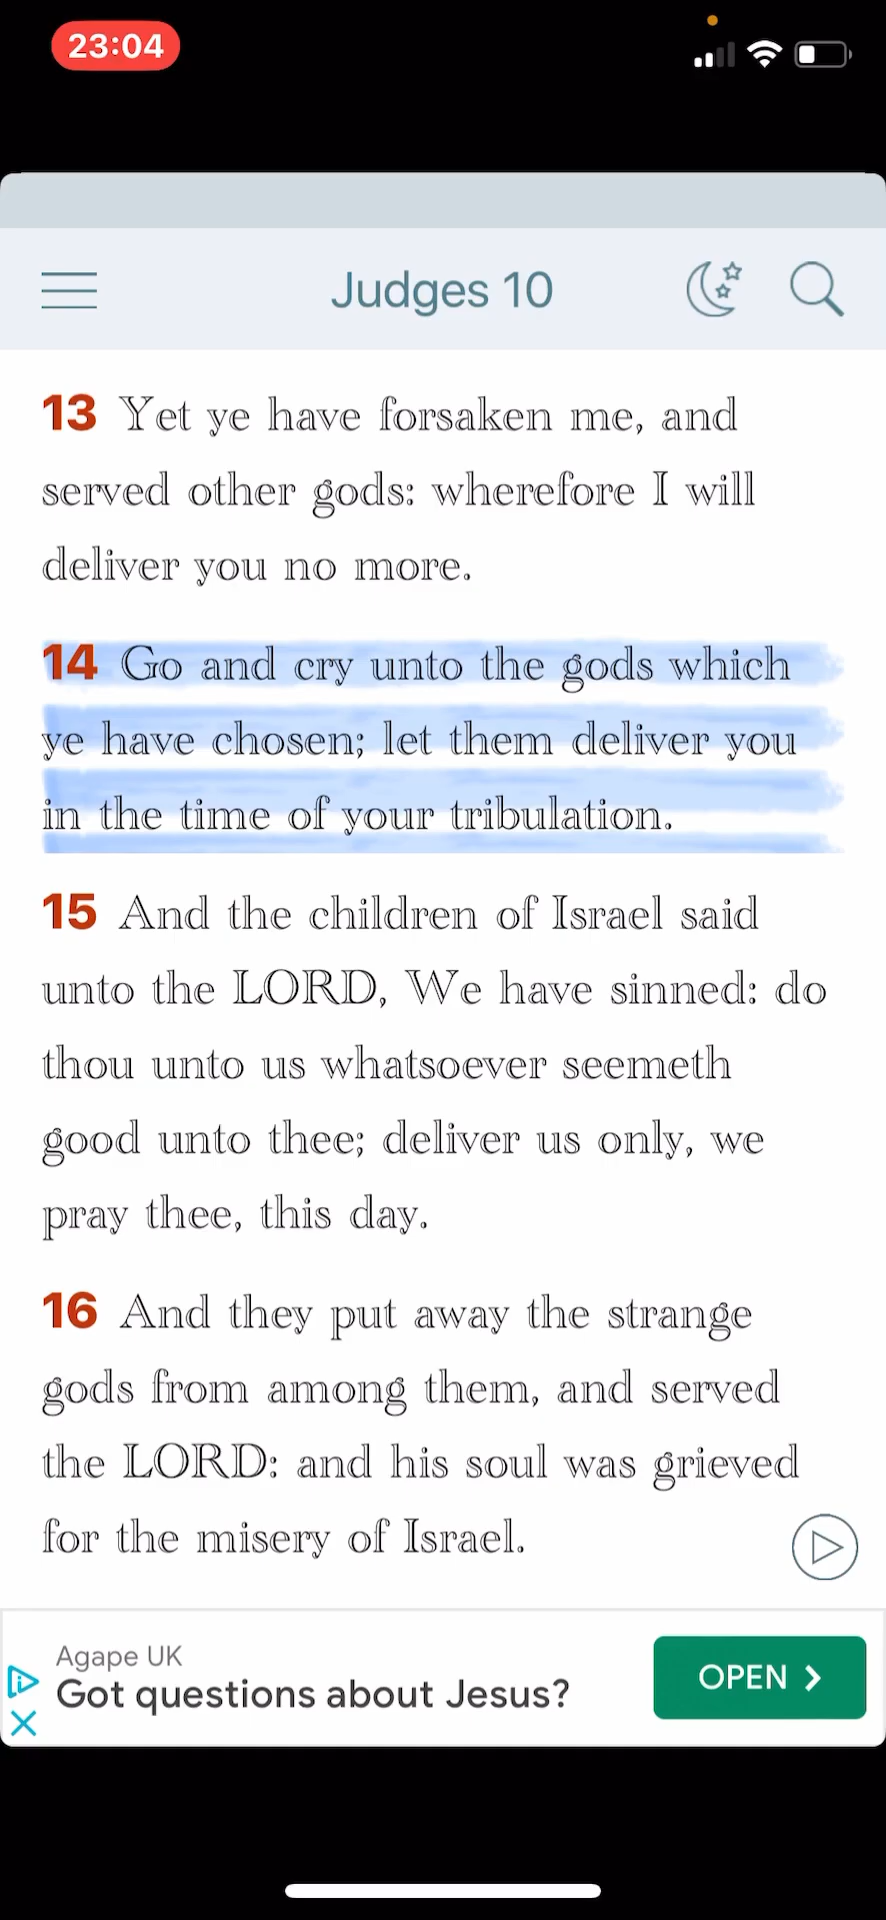 23:04
Judges 10
13 Yet ye have forsaken me, and
served other gods: wherefore I will
deliver you no more.
14 Go and cry unto the gods which
ye have chosen; let them deliver you
in the time of your tribulation.
15 And the children of Israel said
unto the LORD, We have sinned: do
thou unto us whatsoever seemeth
good unto thee; deliver us only, we
pray thee, this day.
16 And they put away the strange
gods from among them, and served
the LORD: and his soul was grieved
for the misery of Israel.
Agape UK
Got questions about Jesus?
OPEN